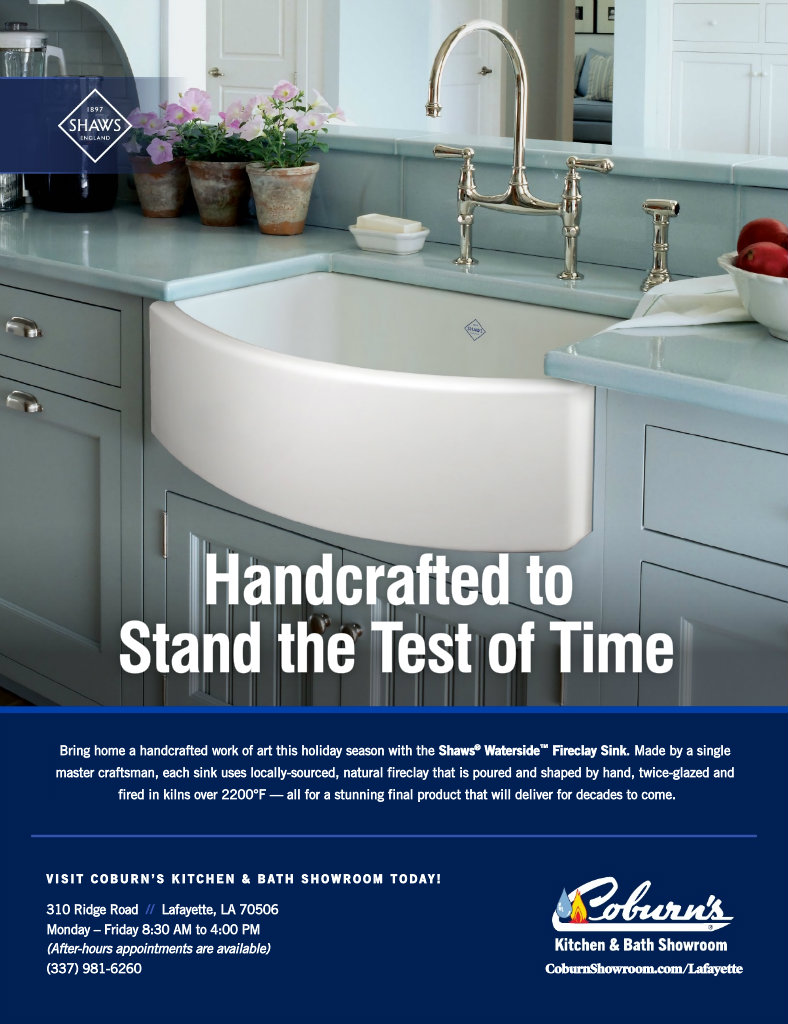 1897
SHAWS
ENGLAND
SHAWS
Handcrafted to
Stand the Test of Time
Bring home a handcrafted work of art this holiday season with the Shaws® Waterside™ Fireclay Sink. Made by a single
master craftsman, each sink uses locally-sourced, natural fireclay that is poured and shaped by hand, twice-glazed and
fired in kilns over 2200°F — all for a stunning final product that will deliver for decades to come.
VISIT COBURN'S KITCHEN & BATH SHOWROOM TODAY!
310 Ridge Road // Lafayette, LA 70506
Monday – Friday 8:30 AM to 4:00 PM
(After-hours appointments are available)
(337) 981-6260
Coburn's®
Kitchen & Bath Showroom
CoburnShowroom.com/Lafayette